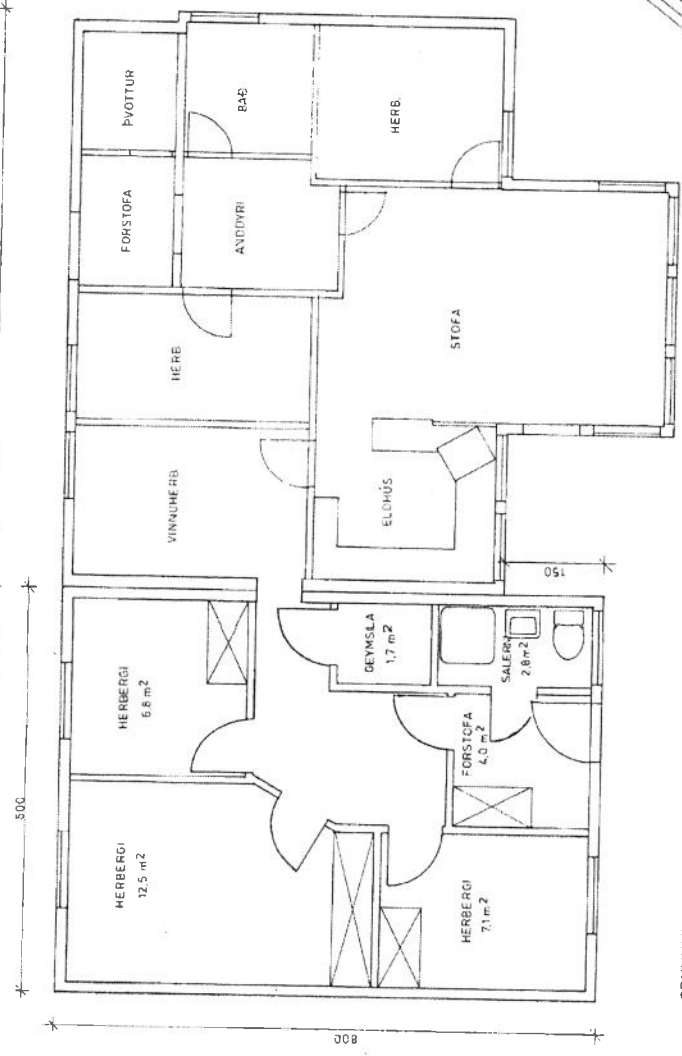 ÞVOTTUR
BAÐ
HERB.
FORSTOFA
ANDDYRI
HERB
STOFA
VINNUHERB
ELDHÚS
150
HERBERGI
6,8 m²
GEYMSLA
1,7 m²
SALERNI
2,8 m²
FORSTOFA
4,0 m²
HERBERGI
12,5 m²
HERBERGI
7,1 m²
800